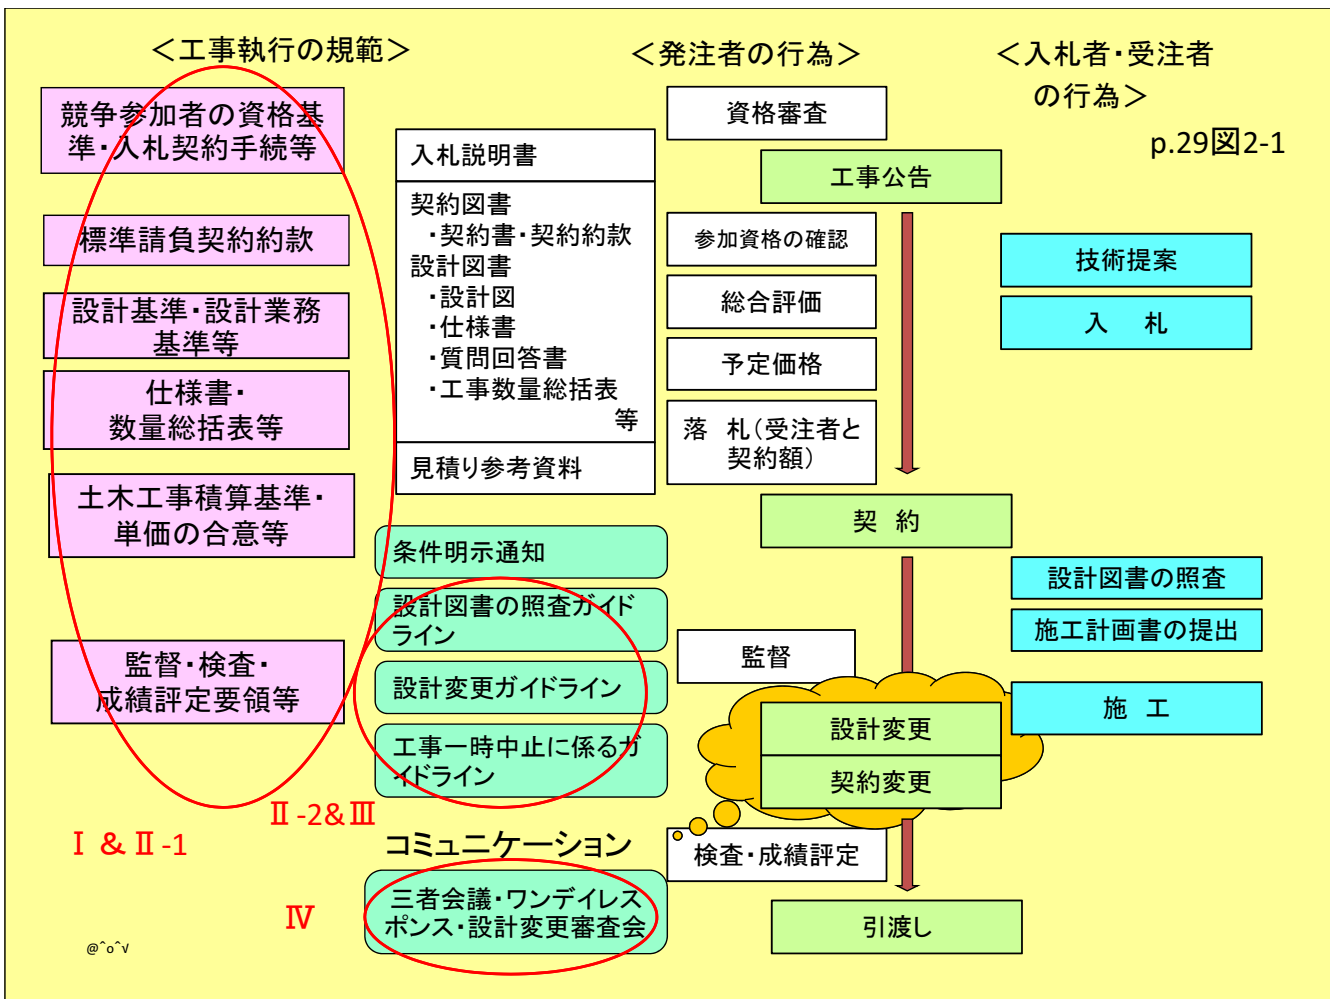 ＜工事執行の規範＞
＜発注者の行為＞
＜入札者・受注者
の行為＞
p.29図2-1
競争参加者の資格基
準・入札契約手続等
標準請負契約約款
設計基準・設計業務
基準等
仕様書・
数量総括表等
土木工事積算基準・
単価の合意等
監督・検査・
成績評定要領等
Ⅰ ＆ Ⅱ-1
入札説明書
契約図書
・契約書・契約約款
設計図書
・設計図
・仕様書
・質問回答書
・工事数量総括表
等
見積り参考資料
条件明示通知
設計図書の照査ガイド
ライン
設計変更ガイドライン
工事一時中止に係るガ
イドライン
Ⅱ-2&Ⅲ
コミュニケーション
三者会議・ワンデイレス
ポンス・設計変更審査会
Ⅳ
資格審査
工事公告
参加資格の確認
総合評価
予定価格
落 札（受注者と
契約額）
契 約
監督
設計変更
契約変更
検査・成績評定
引渡し
技術提案
入 札
設計図書の照査
施工計画書の提出
施 工
@^o^√